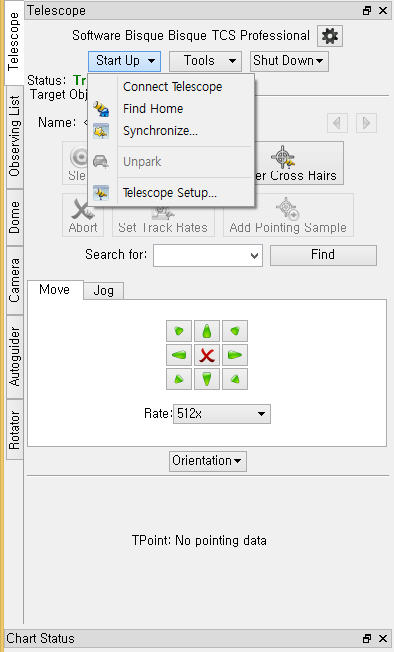 Telescope
Telescope
Observing List
Dome
Camera
Autoguider
Rotator
Software Bisque Bisque TCS Professional
Start Up
Tools
Shut Down
Status: Tr
Target Obj
Connect Telescope
Find Home
Synchronize...
Unpark
Telescope Setup...
Name:
Sle
er Cross Hairs
Abort
Set Track Rates
Add Pointing Sample
Search for:
Find
Move
Jog
Rate: 512x
Orientation
TPoint: No pointing data
Chart Status